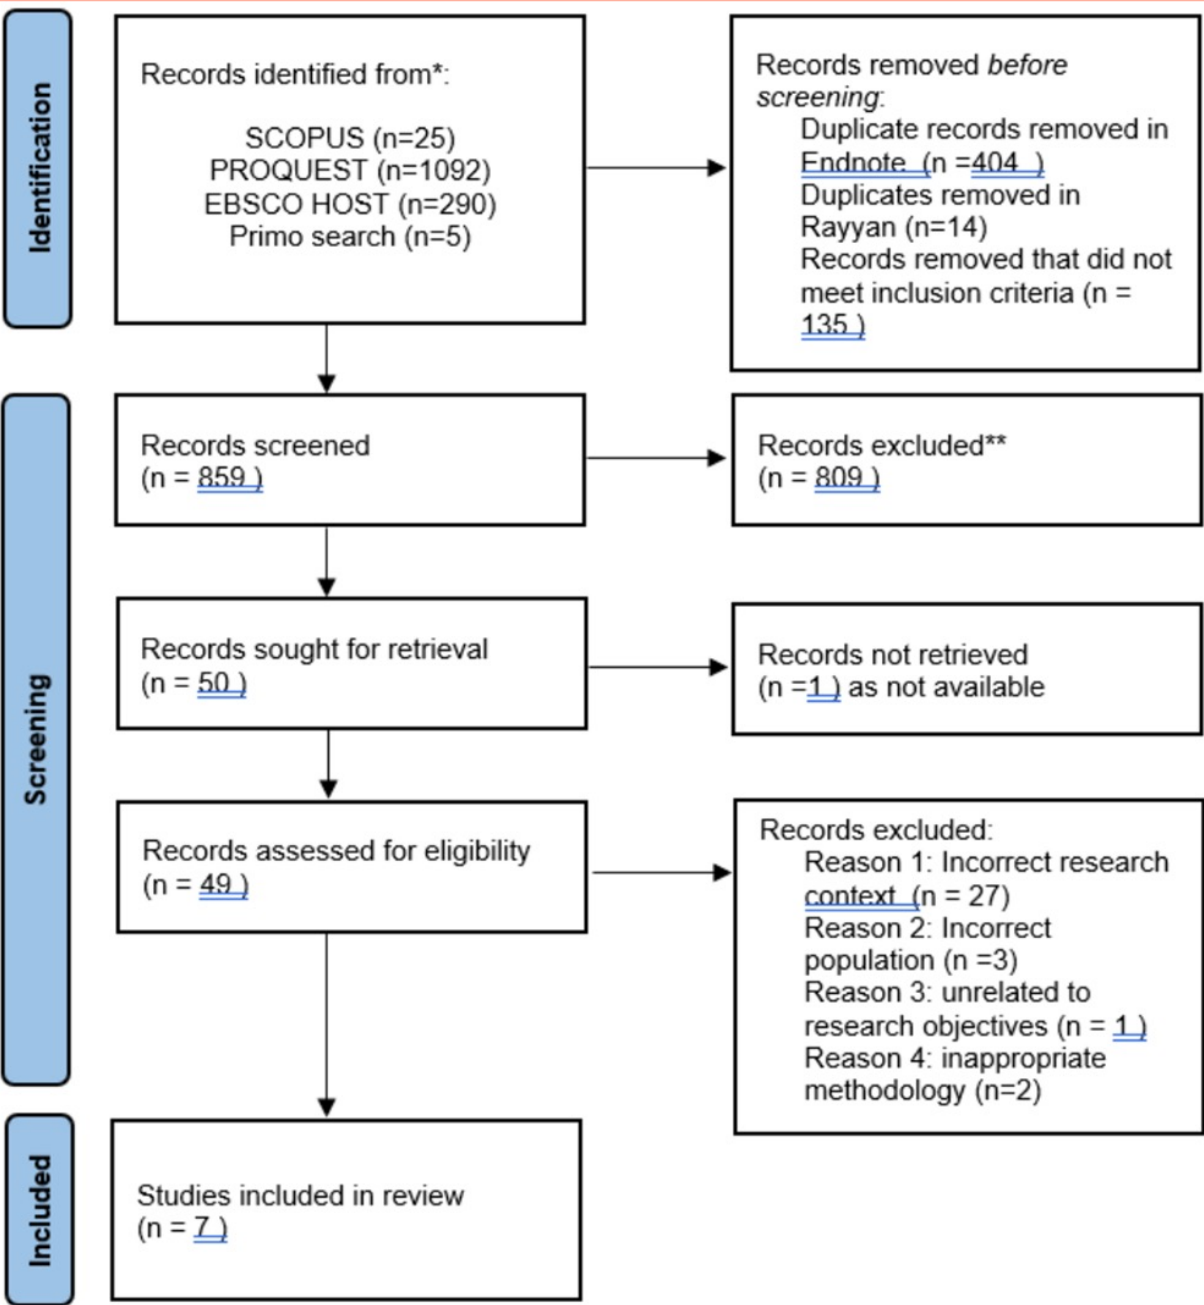 Identification
Records identified from*:
SCOPUS (n=25)
PROQUEST (n=1092)
EBSCO HOST (n=290)
Primo search (n=5)
Records removed before
screening:
Duplicate records removed in
Endnote  (n =404  )
Duplicates removed in
Rayyan (n=14)
Records removed that did not
meet inclusion criteria (n =
135 )
Screening
Records screened
(n = 859 )
Records excluded**
(n = 809 )
Records sought for retrieval
(n = 50 )
Records not retrieved
(n =1 ) as not available
Records assessed for eligibility
(n = 49 )
Records excluded:
Reason 1: Incorrect research
context  (n = 27)
Reason 2: Incorrect
population (n =3)
Reason 3: unrelated to
research objectives (n = 1 )
Reason 4: inappropriate
methodology (n=2)
Included
Studies included in review
(n = 7 )